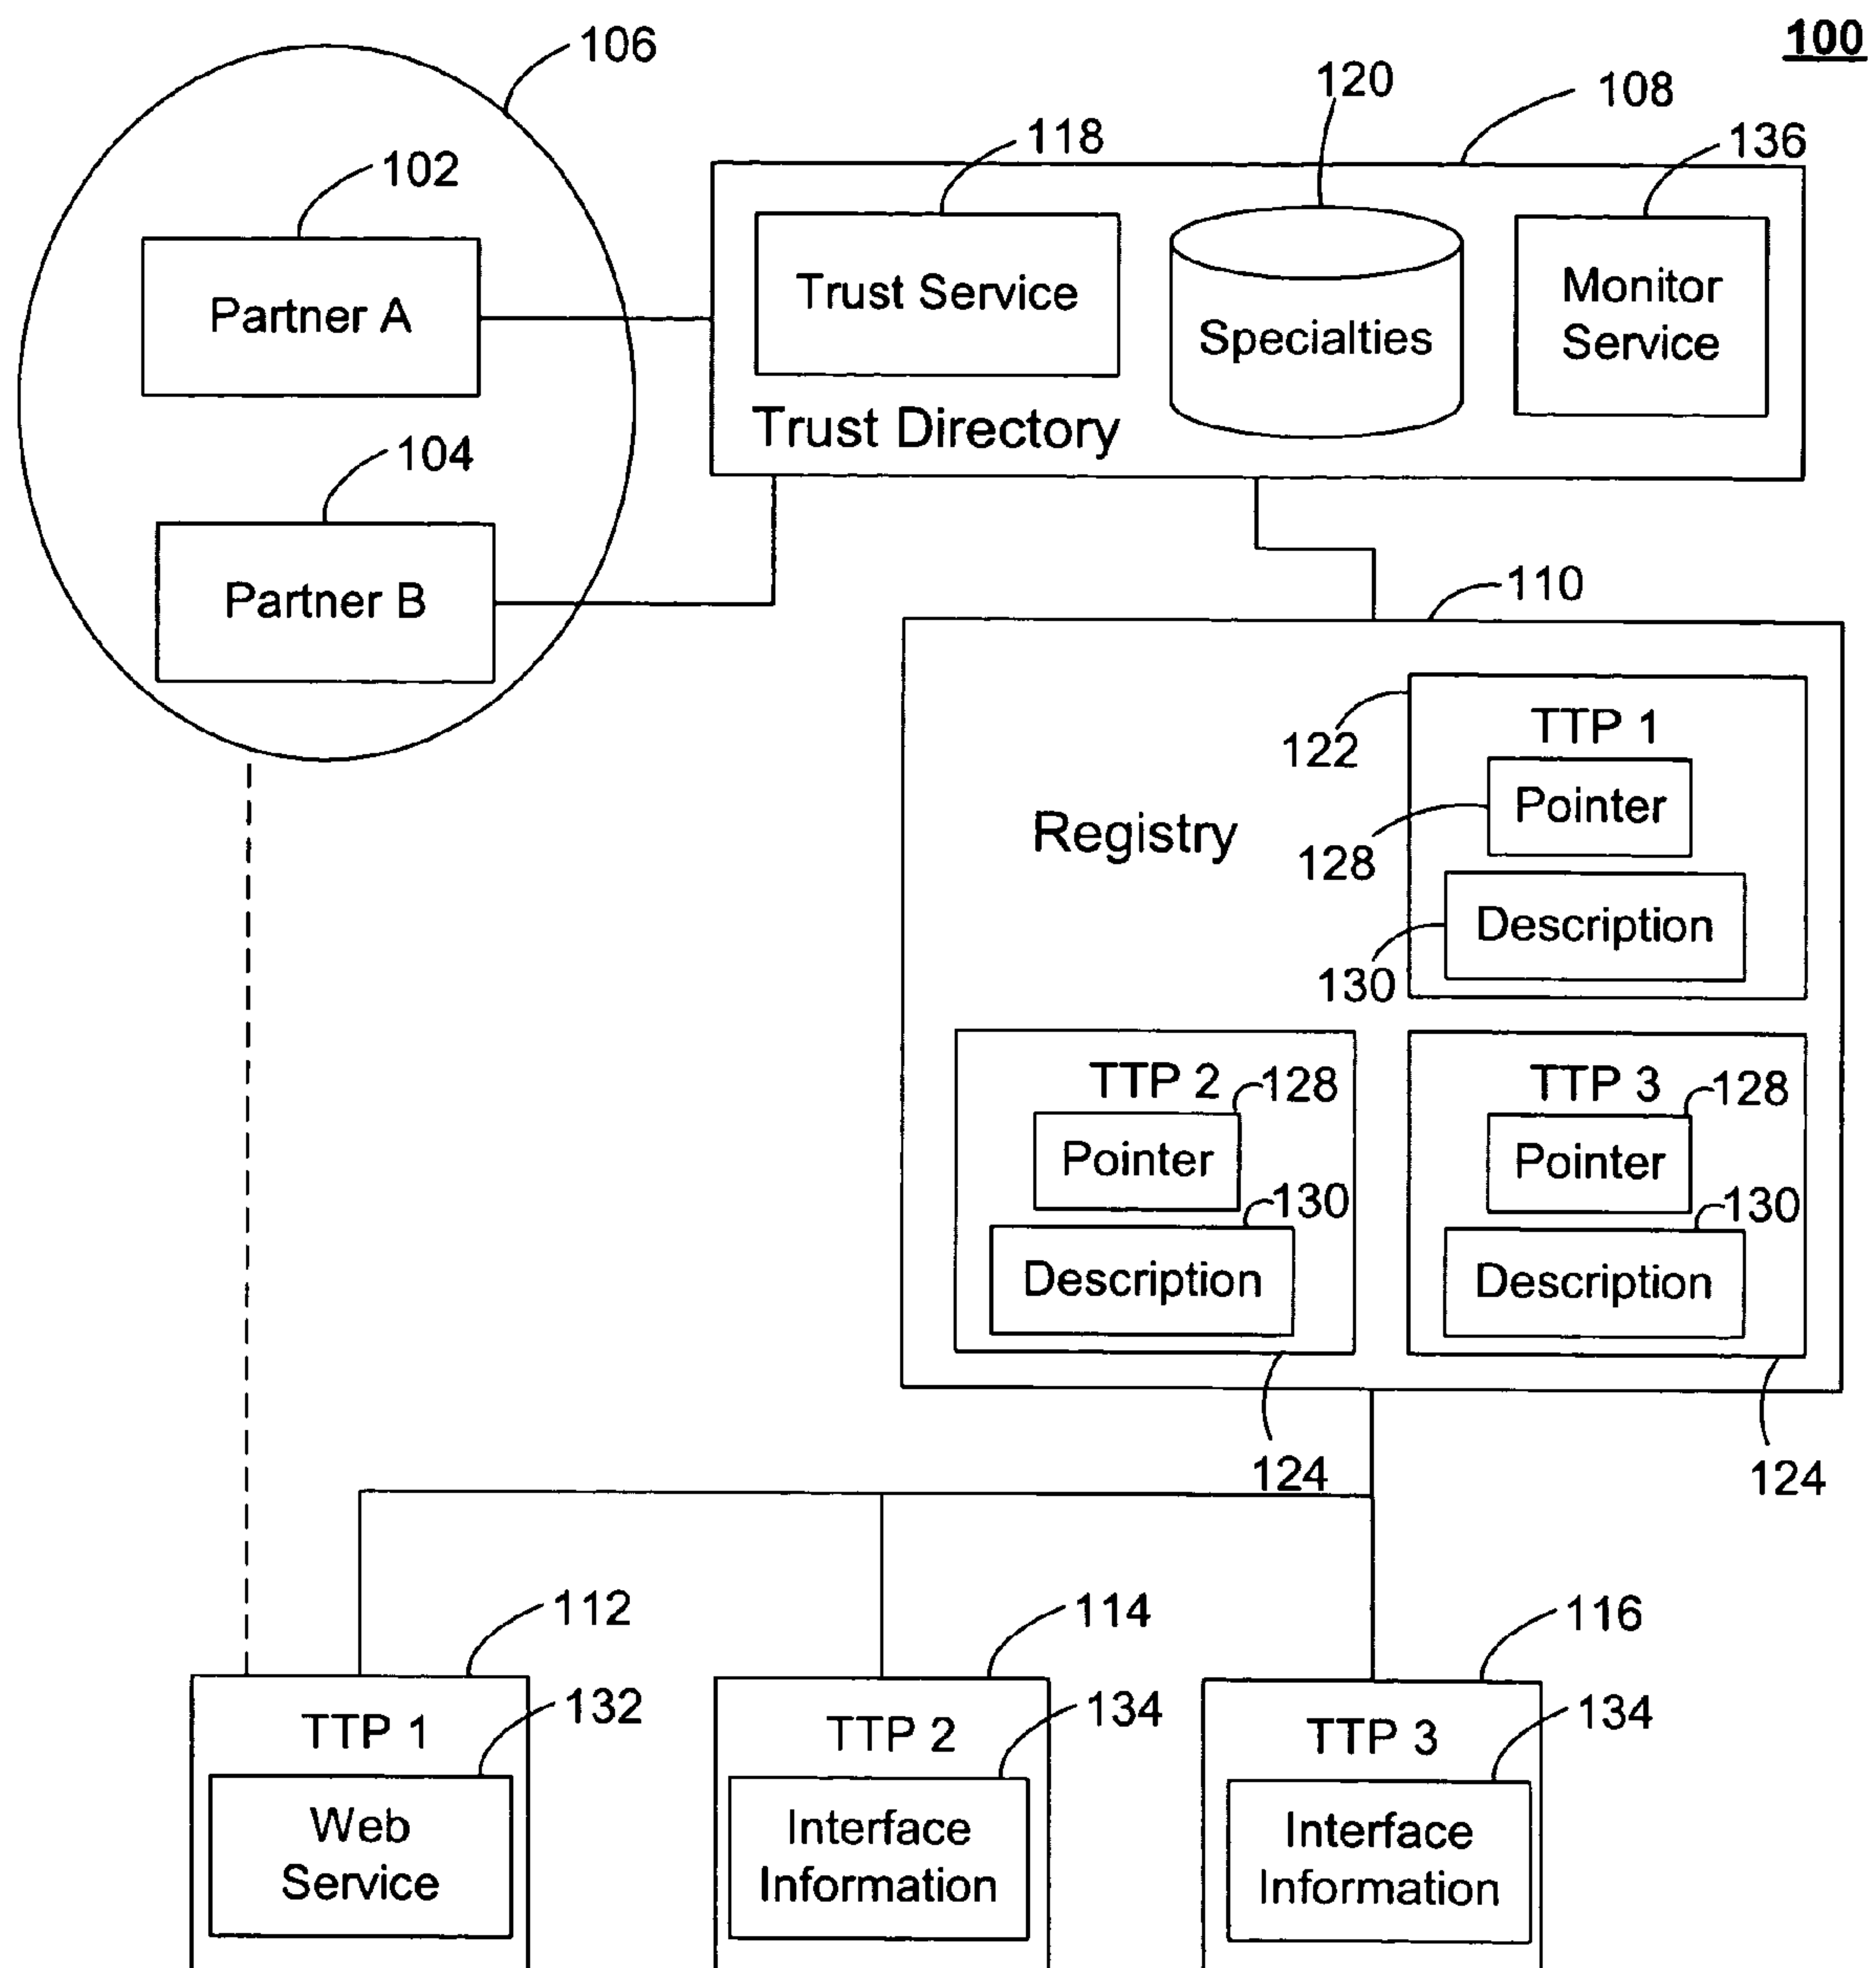 100
106
120
108
118
136
102
Partner A
Trust Service
Specialties
Monitor
Service
Trust Directory
104
Partner B
110
122
TTP 1
Pointer
128
Registry
Description
130
TTP 2
128
Pointer
130
Description
124
TTP 3
128
Pointer
130
Description
124
112
TTP 1
132
Web
Service
114
TTP 2
134
Interface
Information
116
TTP 3
134
Interface
Information